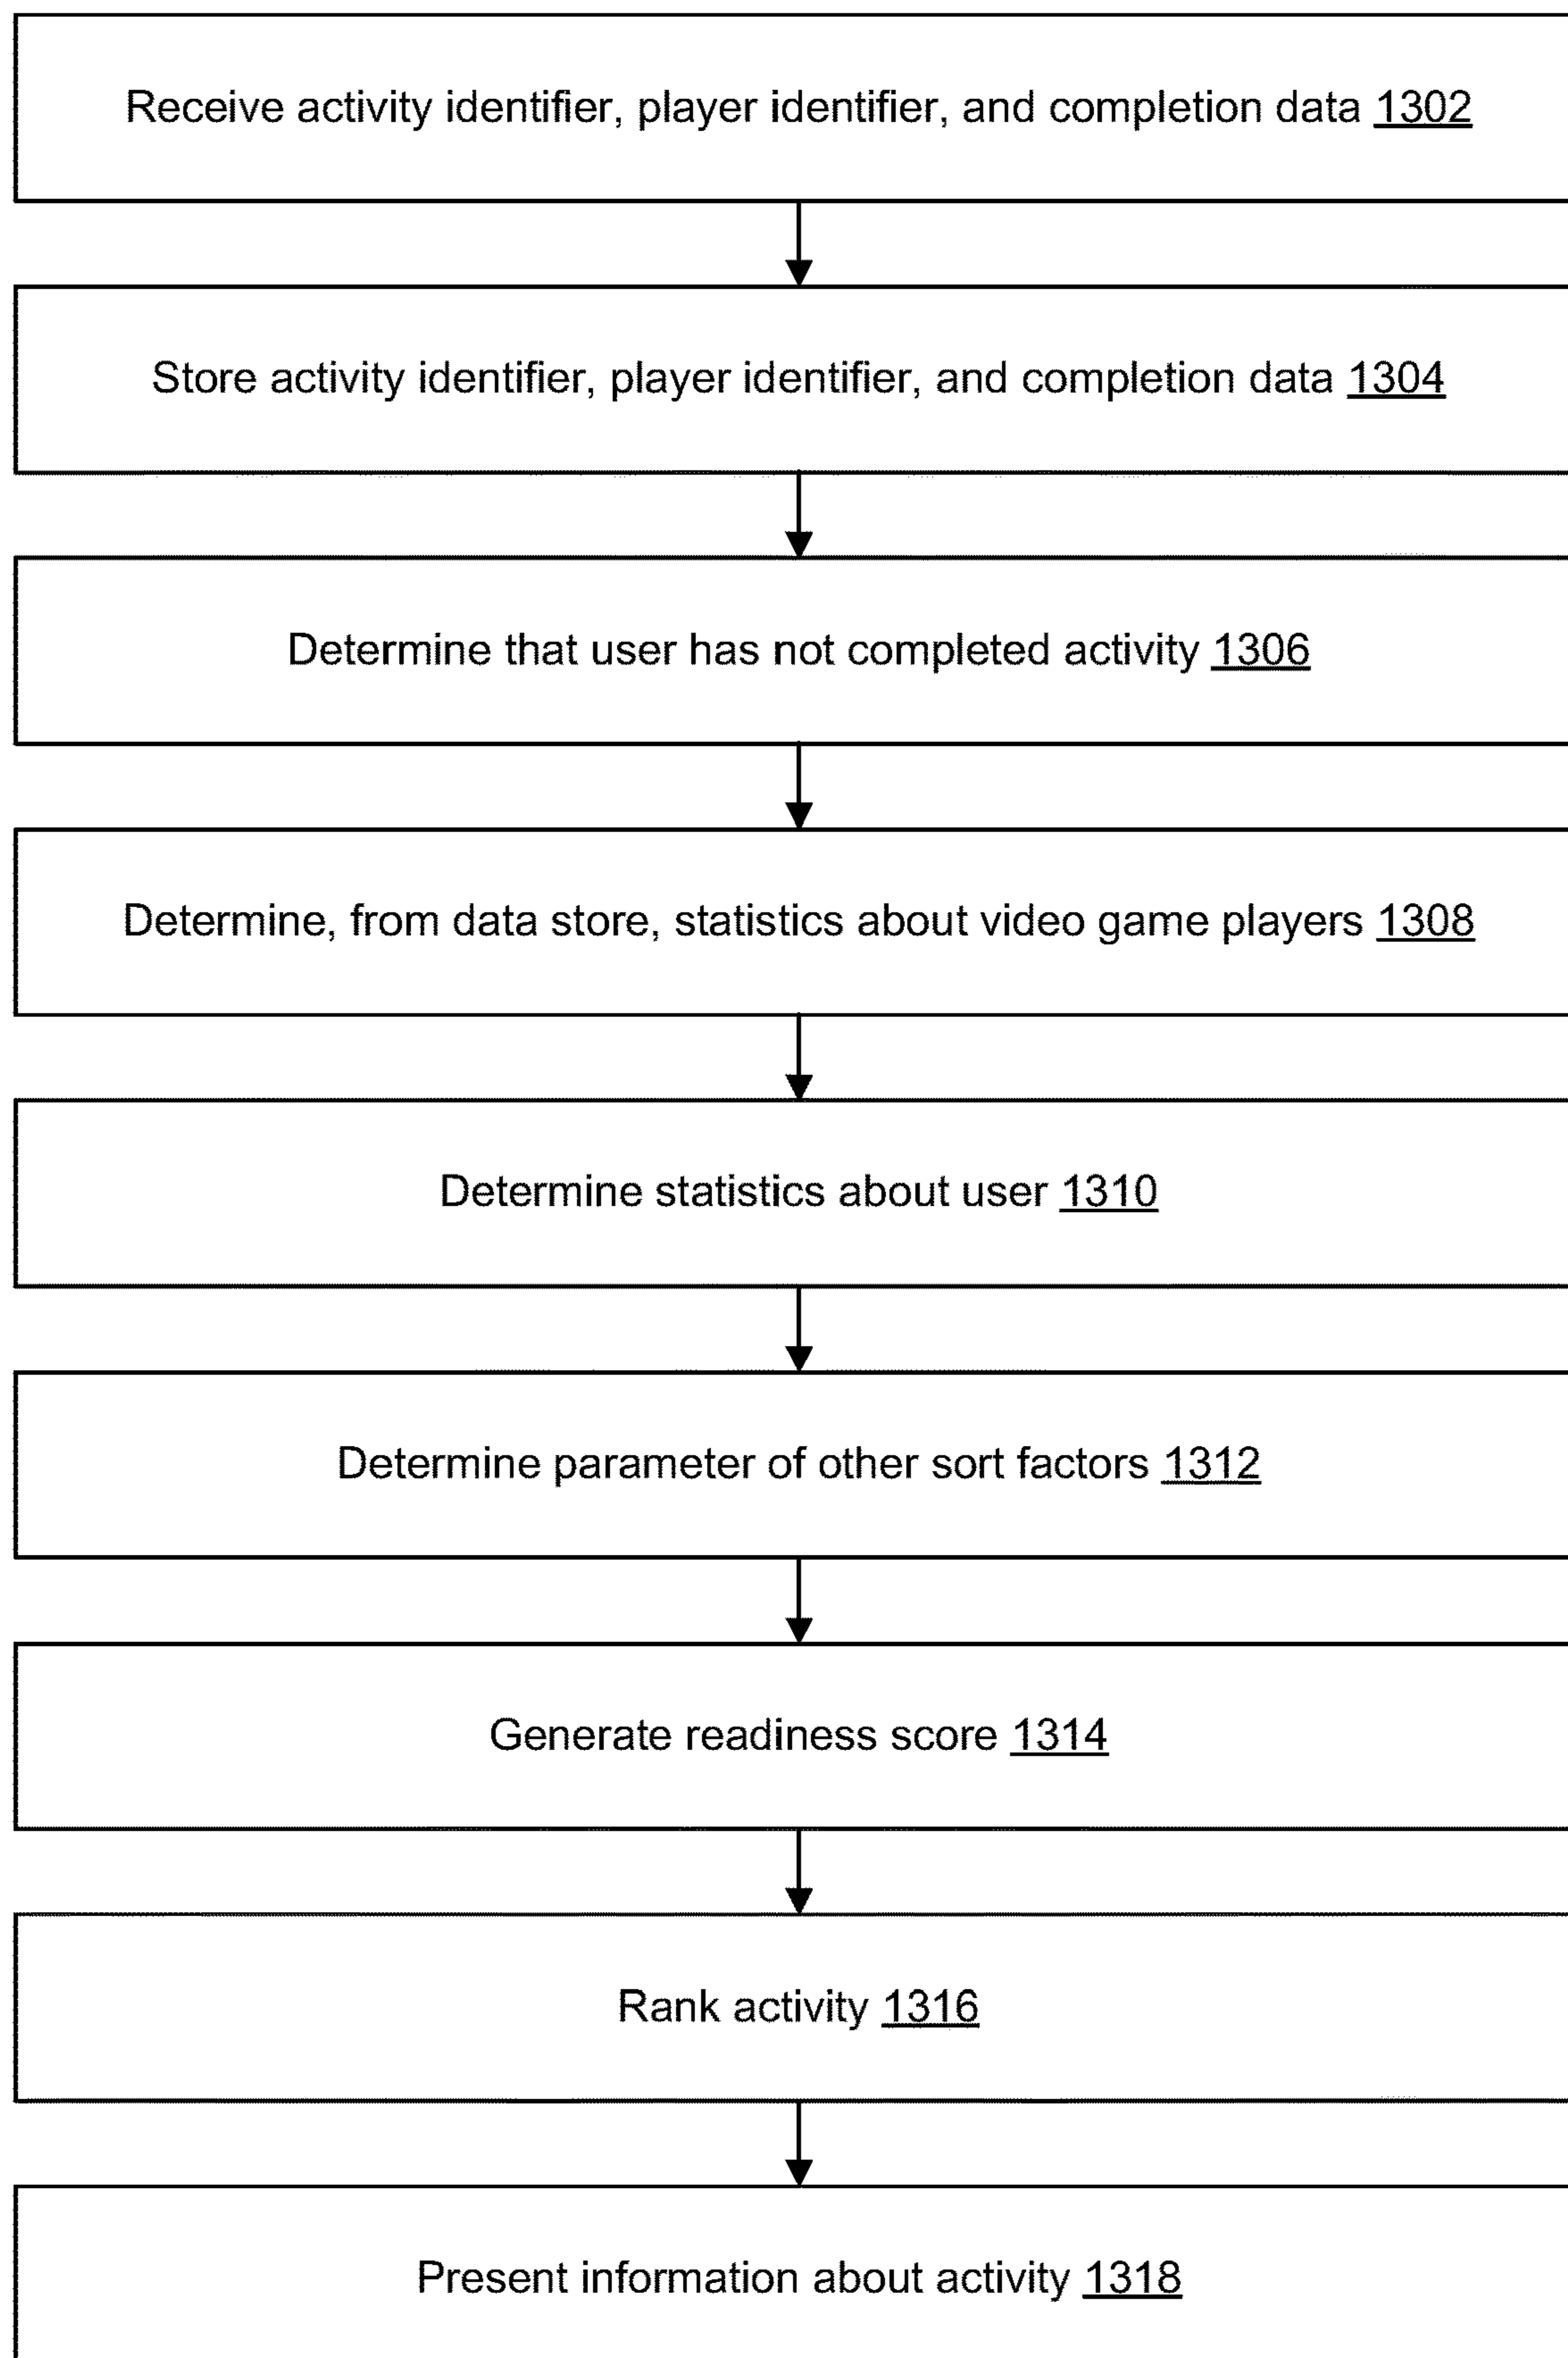 Receive activity identifier, player identifier, and completion data 1302
Store activity identifier, player identifier, and completion data 1304
Determine that user has not completed activity 1306
Determine, from data store, statistics about video game players 1308
Determine statistics about user 1310
Determine parameter of other sort factors 1312
Generate readiness score 1314
Rank activity 1316
Present information about activity 1318